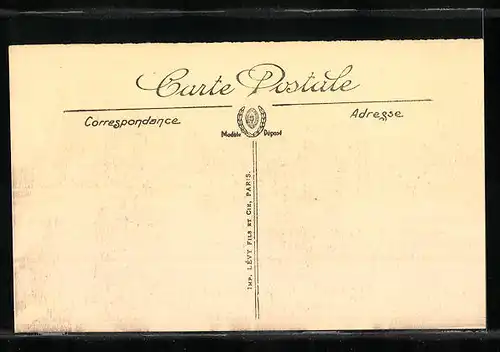 Carte Postale
Correspondance
Adresse
Modèle Déposé
IMP. LÉVY FILS ET CIE, PARIS.